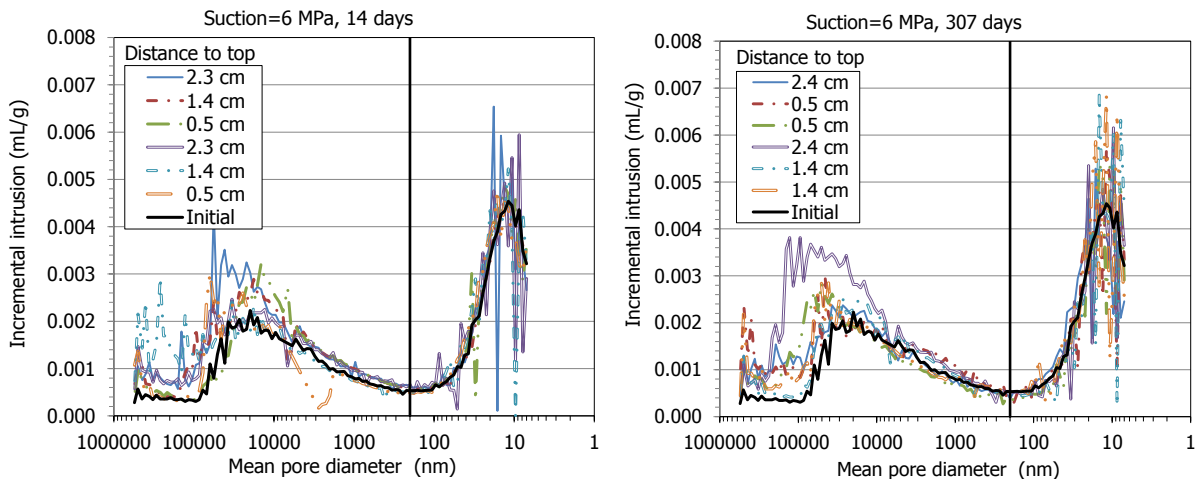 Suction=6 MPa, 14 days
0.008
0.007
0.006
0.005
0.004
0.003
0.002
0.001
0.000
Incremental intrusion (mL/g)
Distance to top
2.3 cm
1.4 cm
0.5 cm
2.3 cm
1.4 cm
0.5 cm
Initial
1000000 100000 10000 1000 100 10 1
Mean pore diameter (nm)
Suction=6 MPa, 307 days
0.008
0.007
0.006
0.005
0.004
0.003
0.002
0.001
0.000
Incremental intrusion (mL/g)
Distance to top
2.4 cm
0.5 cm
0.5 cm
2.4 cm
1.4 cm
1.4 cm
Initial
1000000 100000 10000 1000 100 10 1
Mean pore diameter (nm)